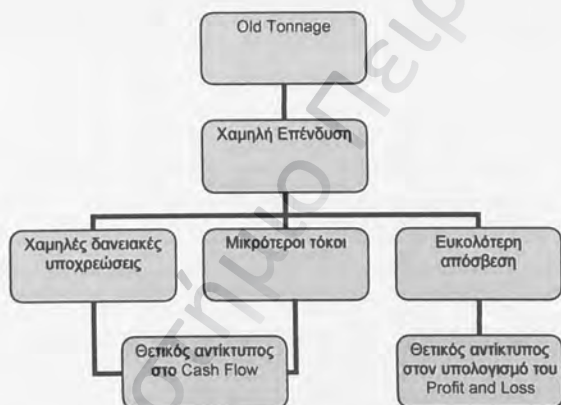 Old Tonnage
Χαμηλή Επένδυση
Χαμηλές δανειακές
υποχρεώσεις
Μικρότεροι τόκοι
Ευκολότερη
απόσβεση
Θετικός αντίκτυπος
στο Cash Flow
Θετικός αντίκτυπος
στον υπολογισμό του
Profit and Loss